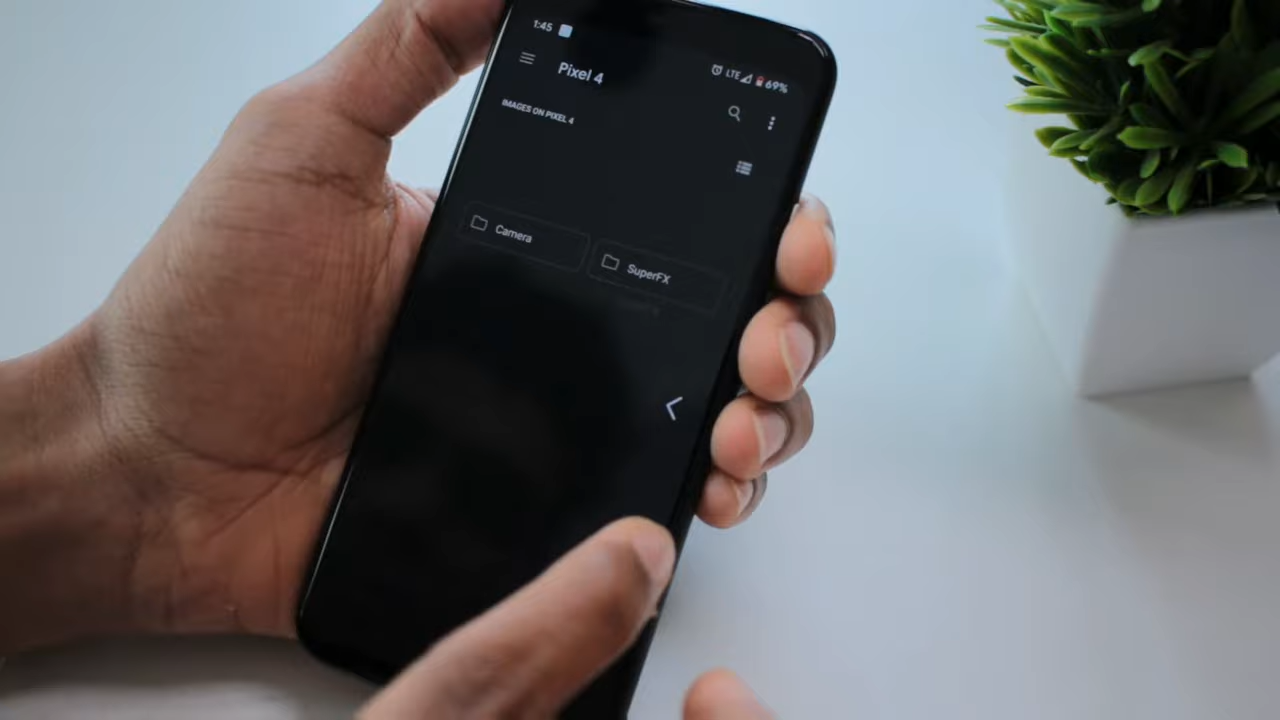 1:45
LTE 69%
Pixel 4
IMAGES ON PIXEL 4
Camera
SuperFX